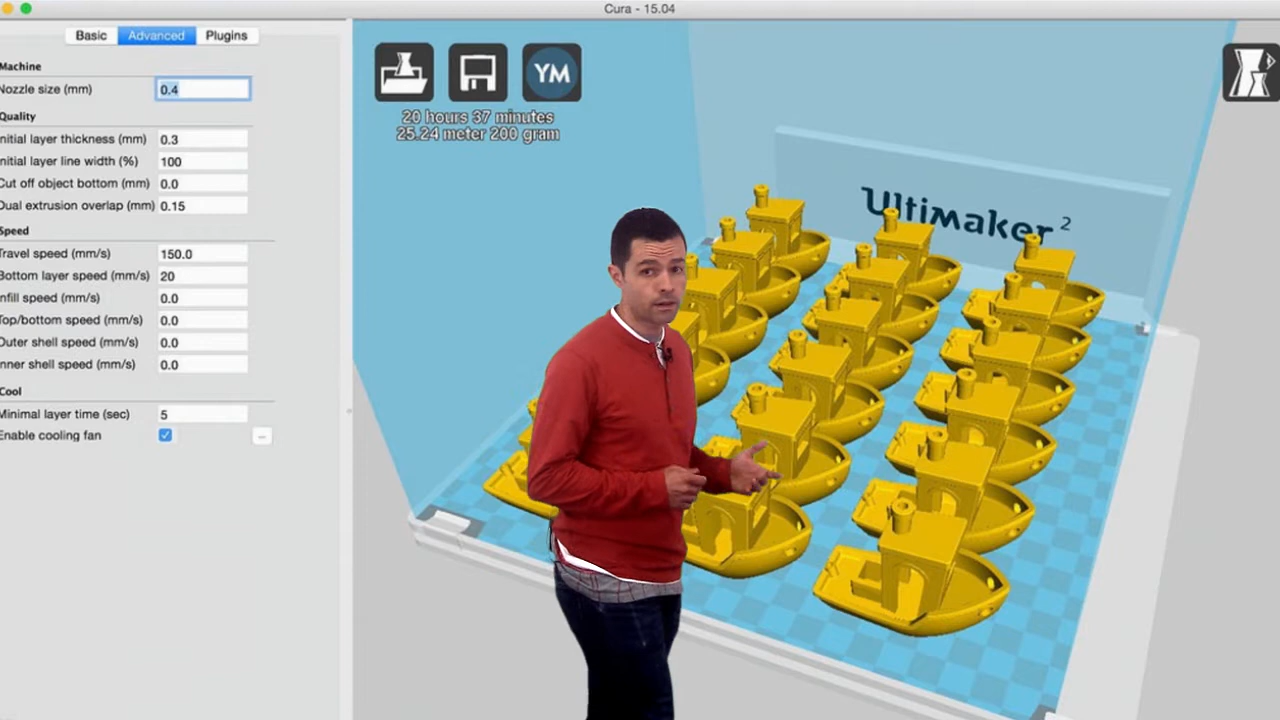 Cura - 15.04
Basic Advanced Plugins
Machine
Nozzle size (mm) 0.4
Quality
nitial layer thickness (mm) 0.3
nitial layer line width (%) 100
Cut off object bottom (mm) 0.0
Dual extrusion overlap (mm) 0.15
Speed
Travel speed (mm/s) 150.0
Bottom layer speed (mm/s) 20
nfill speed (mm/s) 0.0
Top/bottom speed (mm/s) 0.0
Outer shell speed (mm/s) 0.0
nner shell speed (mm/s) 0.0
Cool
Minimal layer time (sec) 5
Enable cooling fan ...
YM
20 hours 37 minutes
25.24 meter 200 gram
Ultimaker 2